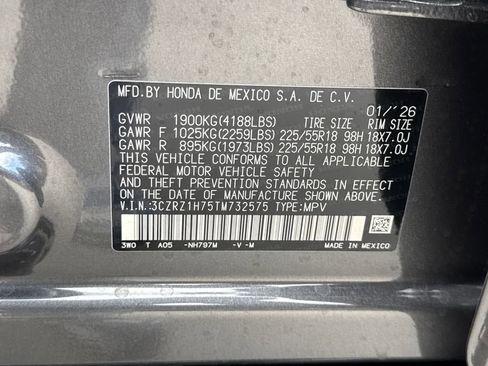 MFD.BY HONDA DE MEXICO S.A. DE C.V.
01/'26
GVWR 1900KG(4188LBS) TIRE SIZE RIM SIZE
GAWR F 1025KG(2259LBS) 225/55R18 98H 18X7.0J
GAWR R 895KG(1973LBS) 225/55R18 98H 18X7.0J
THIS VEHICLE CONFORMS TO ALL APPLICABLE
FEDERAL MOTOR VEHICLE SAFETY
AND THEFT PREVENTION STANDARDS IN EFFECT ON THE
DATE OF MANUFACTURE SHOWN ABOVE.
V.I.N.:3CZRZ1H75TM732575 TYPE:MPV
3W0 T A05 -NH797M -V -M MADE IN MEXICO